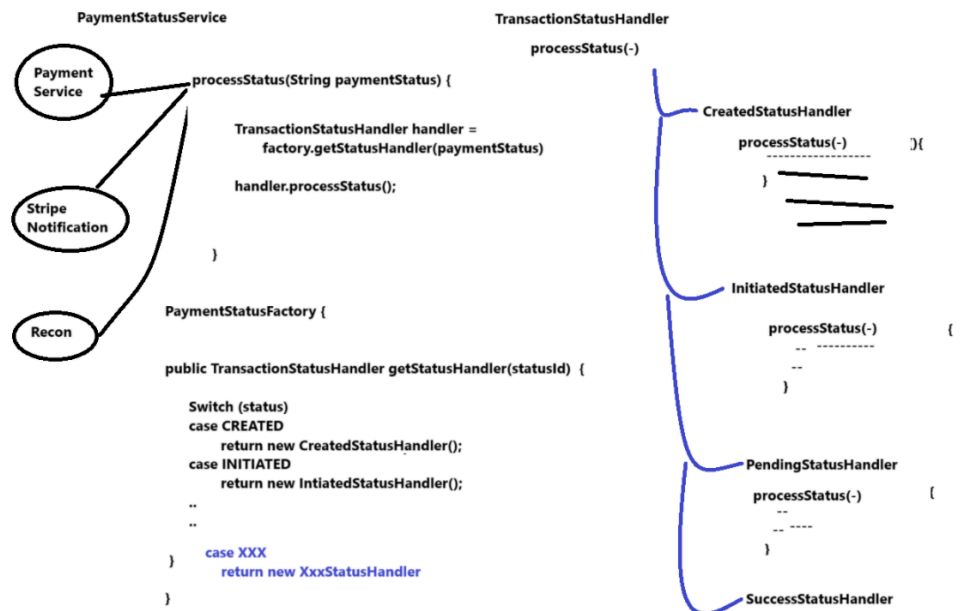 PaymentStatusService
Payment
Service
processStatus(String paymentStatus) {
TransactionStatusHandler handler =
factory.getStatusHandler(paymentStatus)
handler.processStatus();
}
Stripe
Notification
Recon
PaymentStatusFactory {
public TransactionStatusHandler getStatusHandler(statusId) {
Switch (status)
case CREATED
return new CreatedStatusHandler();
case INITIATED
return new IntiatedStatusHandler();
..
..
case XXX
return new XxxStatusHandler
}
}
TransactionStatusHandler
processStatus(-)
CreatedStatusHandler
processStatus(-) ){
------------------
}
InitiatedStatusHandler
processStatus(-) {
-- ----------
--
}
PendingStatusHandler
processStatus(-) {
--
-- ----
}
SuccessStatusHandler